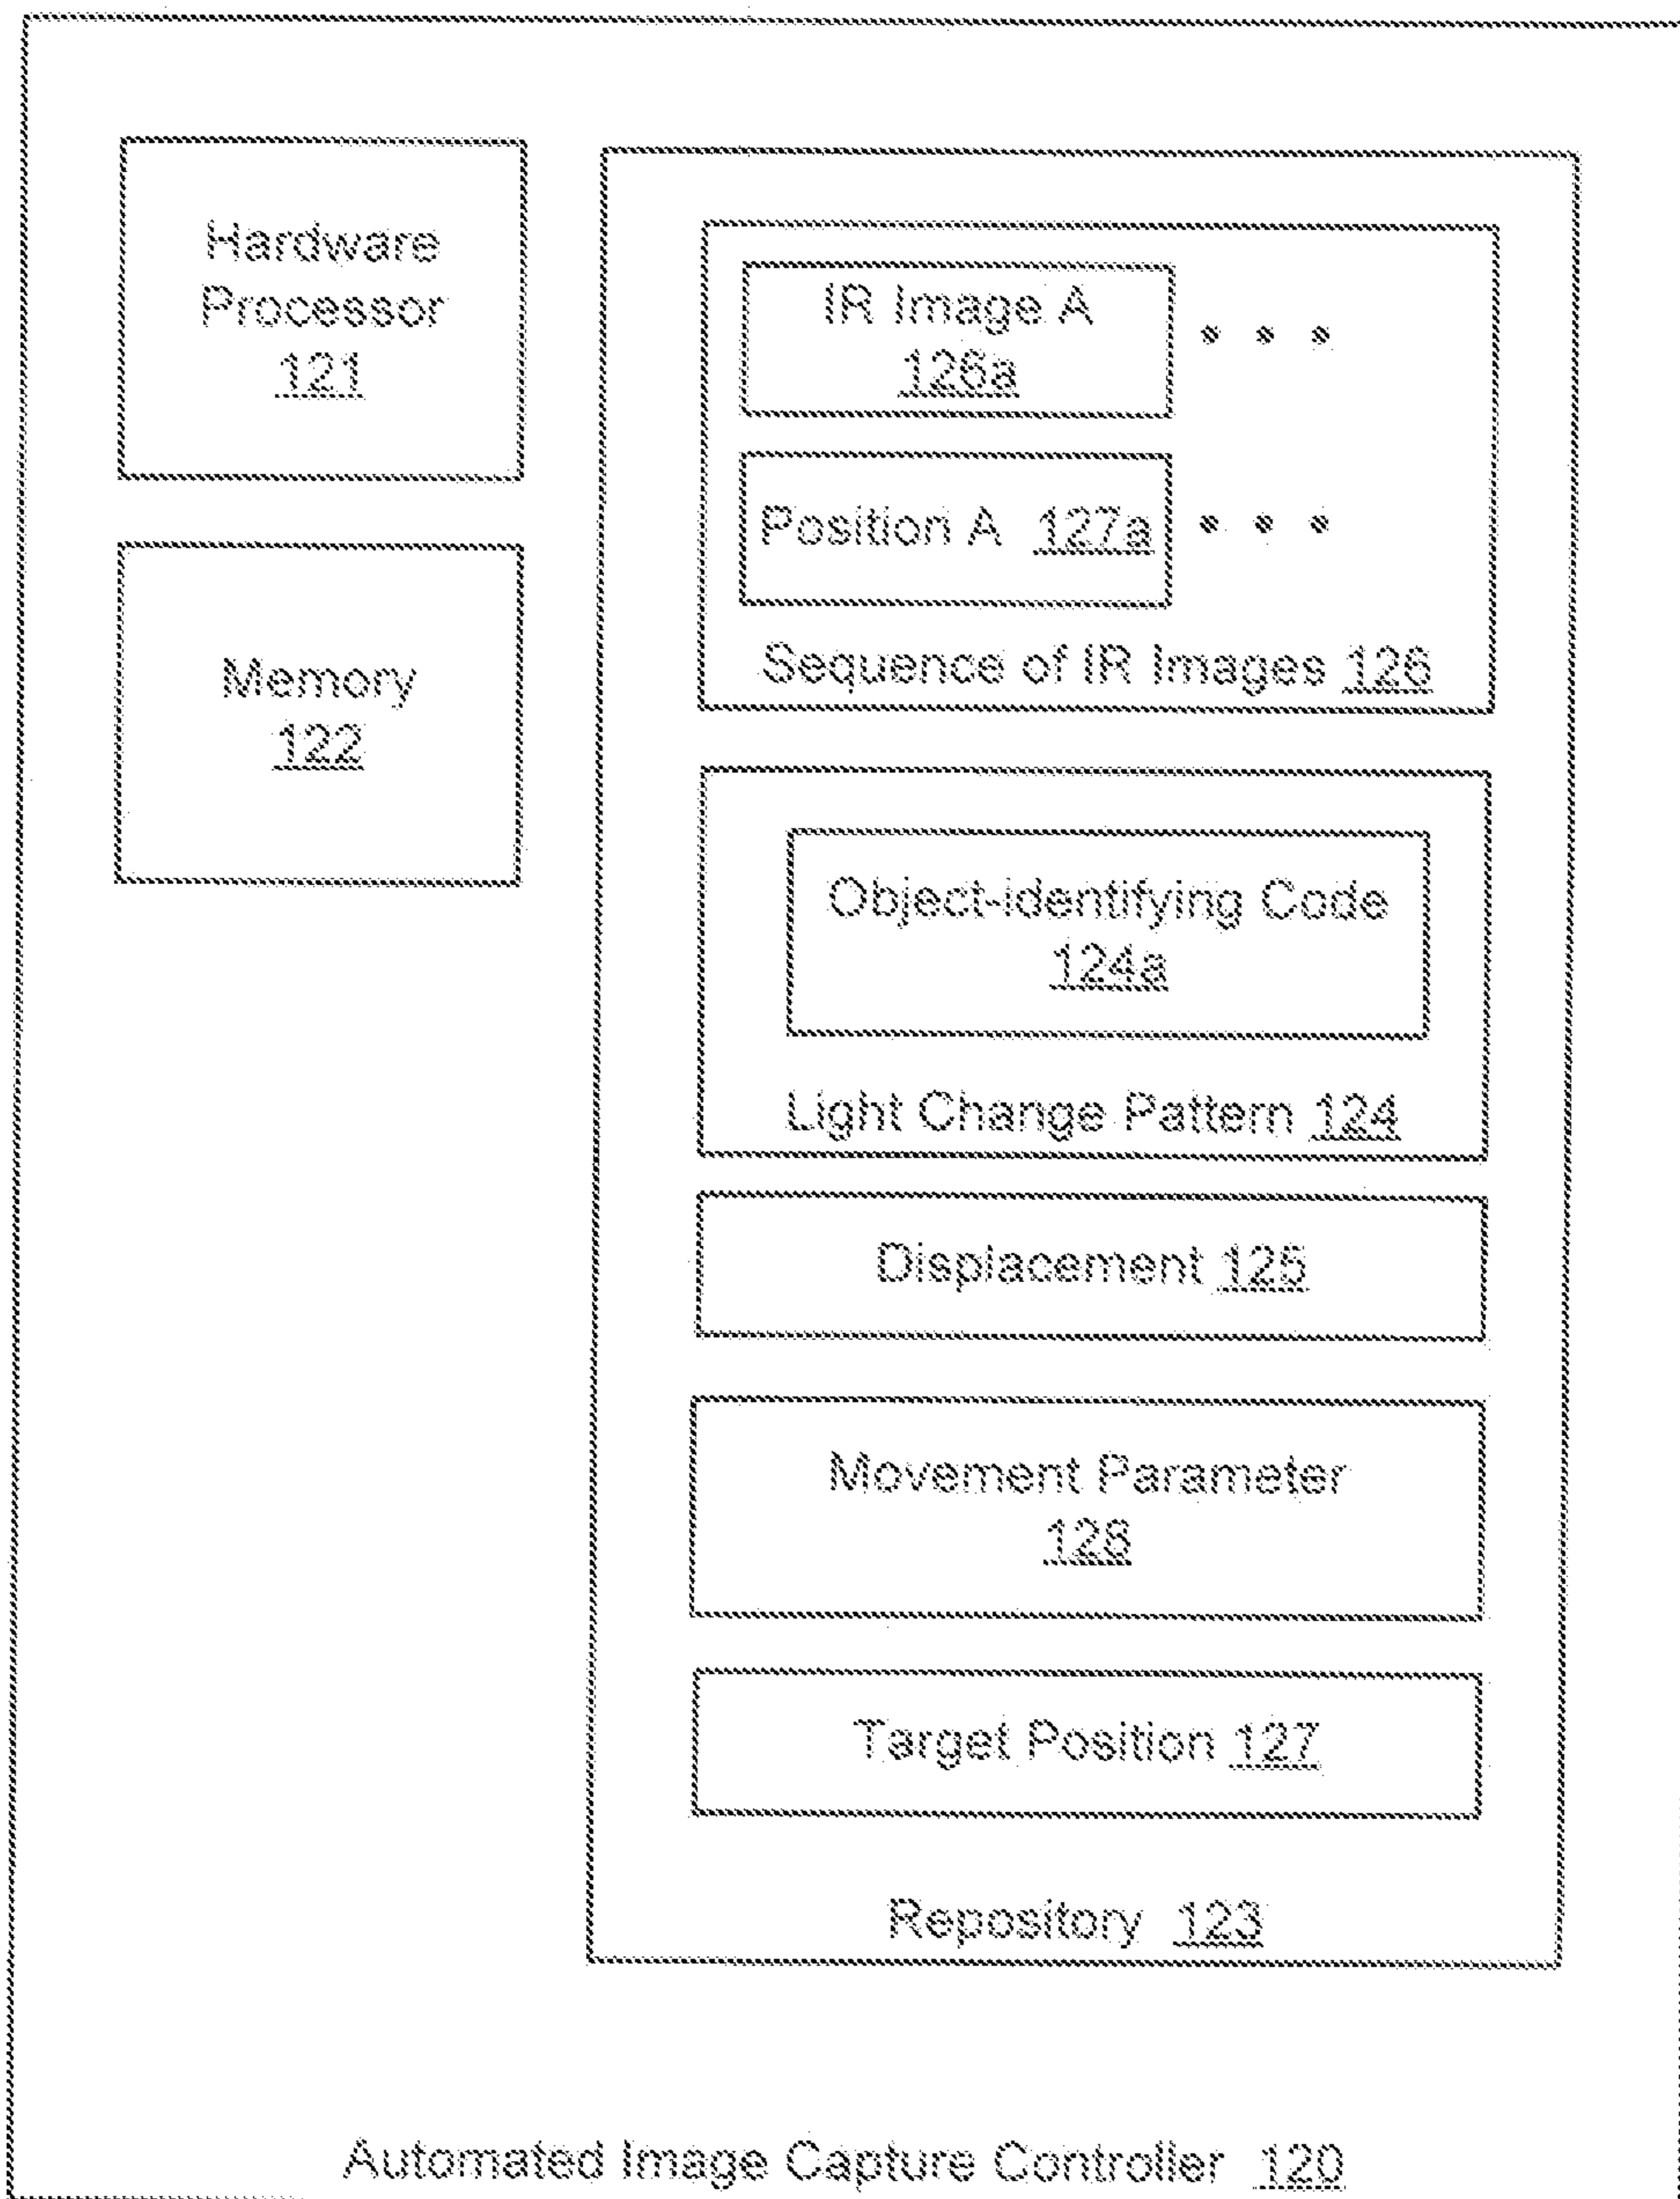 Hardware
Processor
121
Memory
122
IR Image A
126a
Position A 127a
Sequence of IR Images 126
Object-identifying Code
124a
Light Change Pattern 124
Displacement 125
Movement Parameter
128
Target Position 127
Repository 123
Automated Image Capture Controller 120